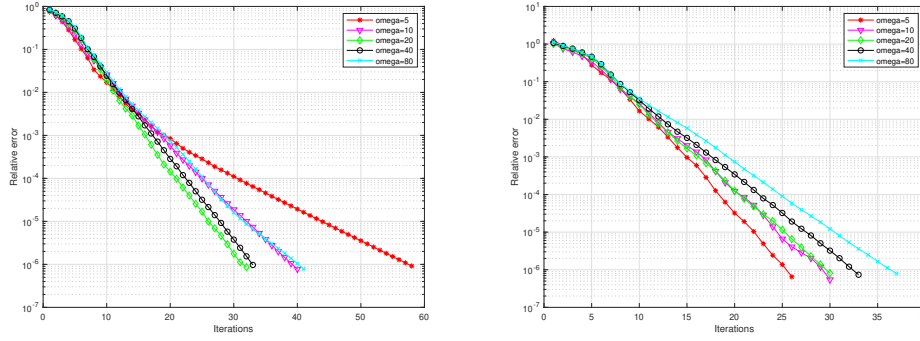 10^0
10^-1
10^-2
10^-3
10^-4
10^-5
10^-6
10^-7
Relative error
0 10 20 30 40 50 60
Iterations
omega=5
omega=10
omega=20
omega=40
omega=80
10^2
10^1
10^0
10^-1
10^-2
10^-3
10^-4
10^-5
10^-6
10^-7
Relative error
0 5 10 15 20 25 30 35
Iterations
omega=5
omega=10
omega=20
omega=40
omega=80